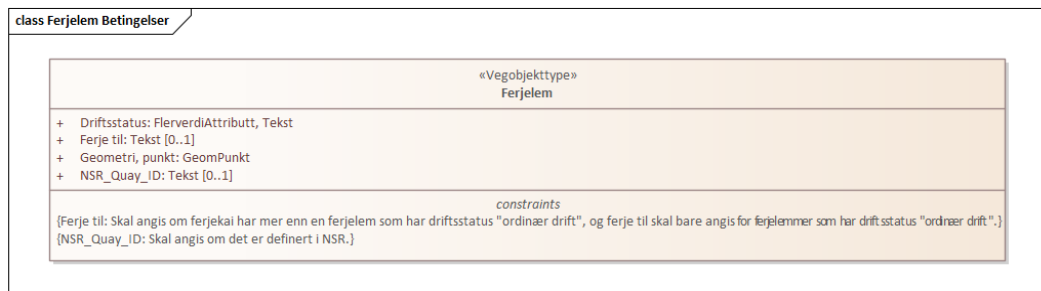 class Ferjelem Betingelser
«Vegobjekttype»
Ferjelem
+ Driftsstatus: FlerverdiAttributt, Tekst
+ Ferje til: Tekst [0..1]
+ Geometri, punkt: GeomPunkt
+ NSR_Quay_ID: Tekst [0..1]
constraints
{Ferje til: Skal angis om ferjekai har mer enn en ferjelem som har driftsstatus "ordinær drift", og ferje til skal bare angis for ferjelemmer som har driftsstatus "ordinær drift".}
{NSR_Quay_ID: Skal angis om det er definert i NSR.}